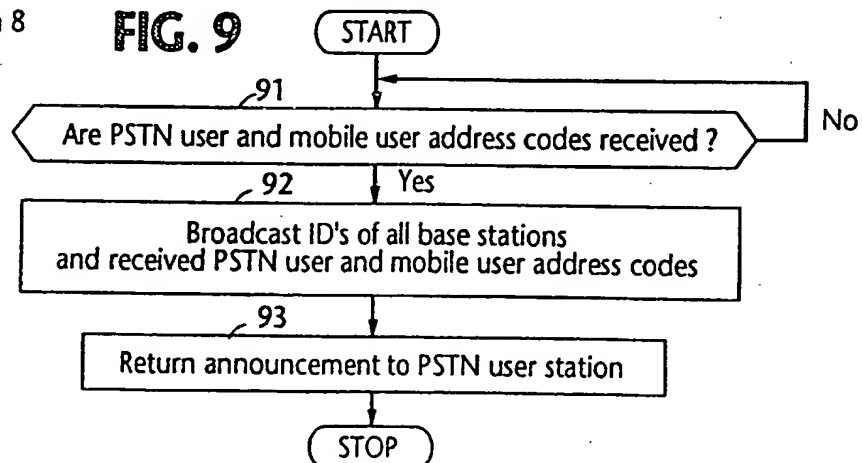 8
FIG. 9
START
91
Are PSTN user and mobile user address codes received ?
No
Yes
92
Broadcast ID's of all base stations
and received PSTN user and mobile user address codes
93
Return announcement to PSTN user station
STOP